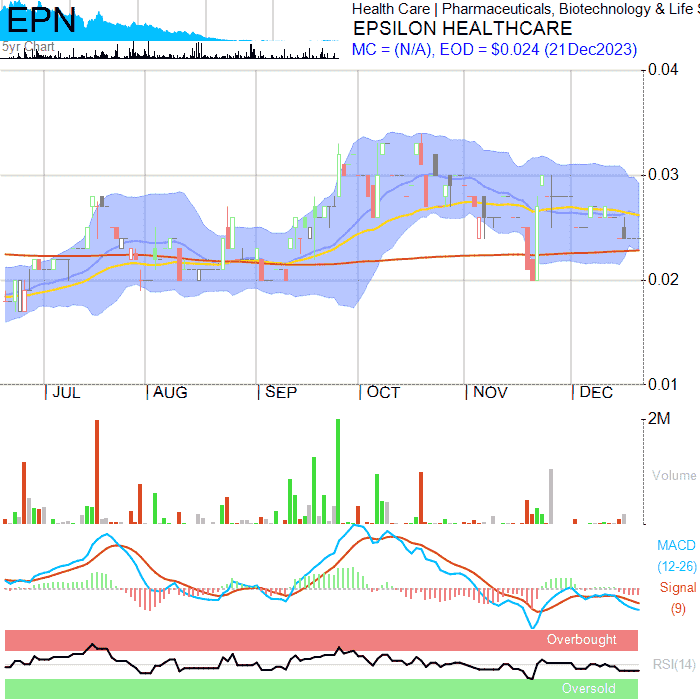 EPN
5yr Chart
Health Care | Pharmaceuticals, Biotechnology & Life S
EPSILON HEALTHCARE
MC = (N/A), EOD = $0.024 (21Dec2023)
0.04
0.03
0.02
0.01
JUL AUG SEP OCT NOV DEC
2M
Volume
MACD
(12-26)
Signal
(9)
Overbought
RSI(14)
Oversold